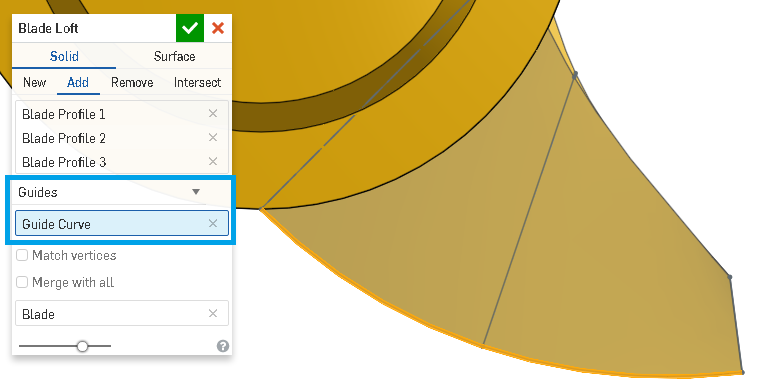 Blade Loft
Solid Surface
New Add Remove Intersect
Blade Profile 1
Blade Profile 2
Blade Profile 3
Guides
Guide Curve
Match vertices
Merge with all
Blade
?